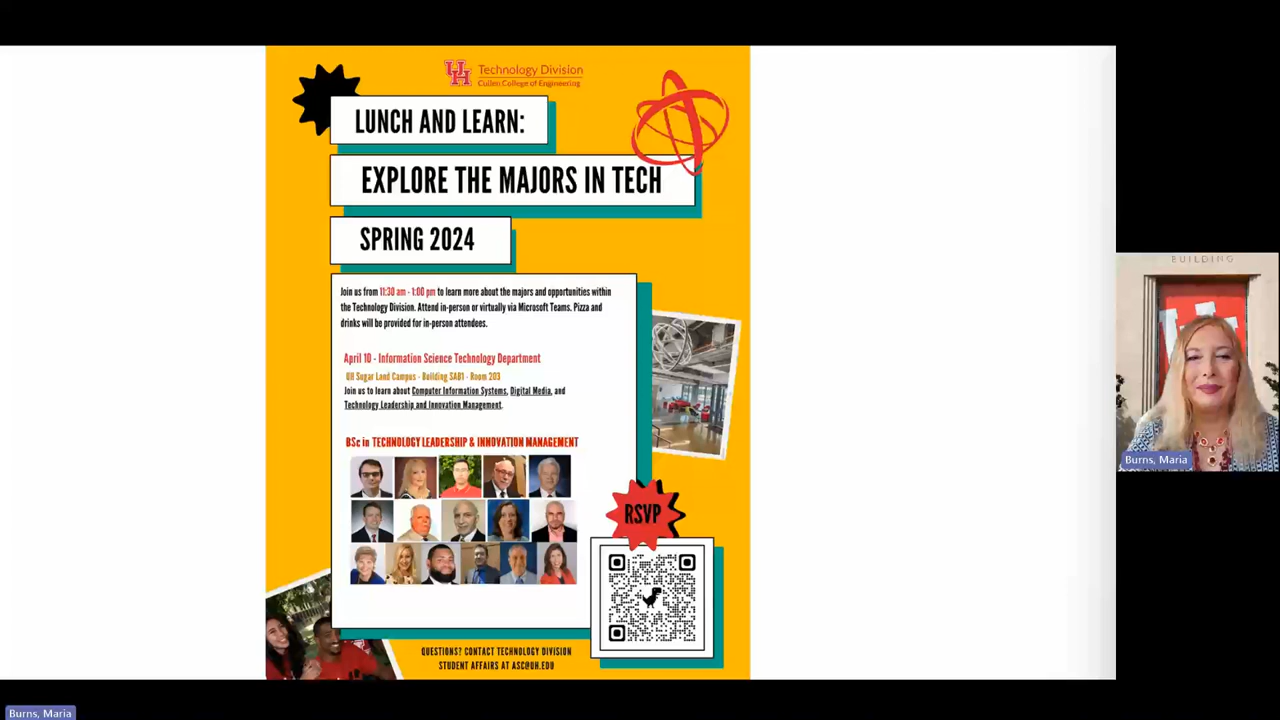 UH Technology Division
Cullen College of Engineering
LUNCH AND LEARN:
EXPLORE THE MAJORS IN TECH
SPRING 2024
Join us from 11:30 am - 1:00 pm to learn more about the majors and opportunities within
the Technology Division. Attend in-person or virtually via Microsoft Teams. Pizza and
drinks will be provided for in-person attendees.
April 10 - Information Science Technology Department
UH Sugar Land Campus - Building SAB1 - Room 203
Join us to learn about Computer Information Systems, Digital Media, and
Technology Leadership and Innovation Management.
BSc in TECHNOLOGY LEADERSHIP & INNOVATION MANAGEMENT
RSVP
QUESTIONS? CONTACT TECHNOLOGY DIVISION
STUDENT AFFAIRS AT ASC@UH.EDU
BUILDING
Burns, Maria
Burns, Maria